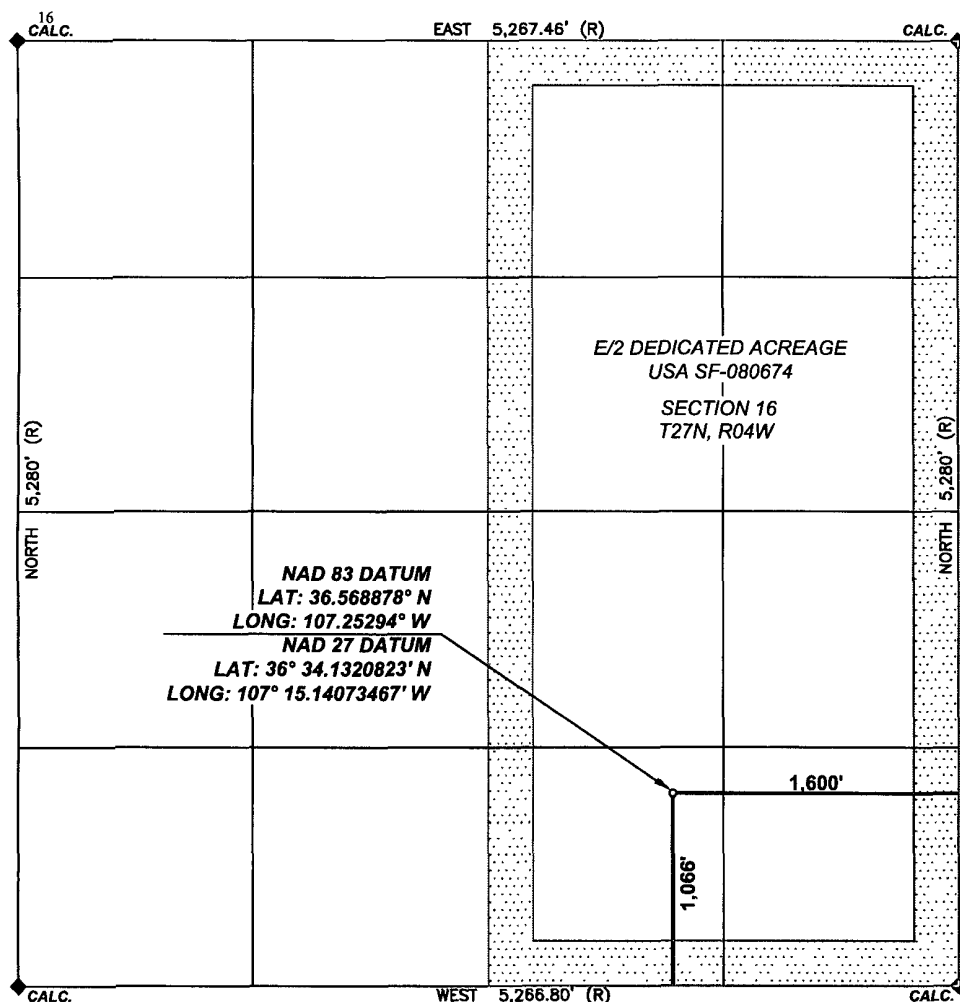 16
CALC.
EAST 5,267.46' (R)
CALC.
E/2 DEDICATED ACREAGE
USA SF-080674
SECTION 16
T27N, R04W
NORTH 5,280' (R)
NORTH 5,280' (R)
NAD 83 DATUM
LAT: 36.568878° N
LONG: 107.25294° W
NAD 27 DATUM
LAT: 36° 34.1320823' N
LONG: 107° 15.14073467' W
1,600'
1,066'
CALC.
WEST 5,266.80' (R)
CALC.